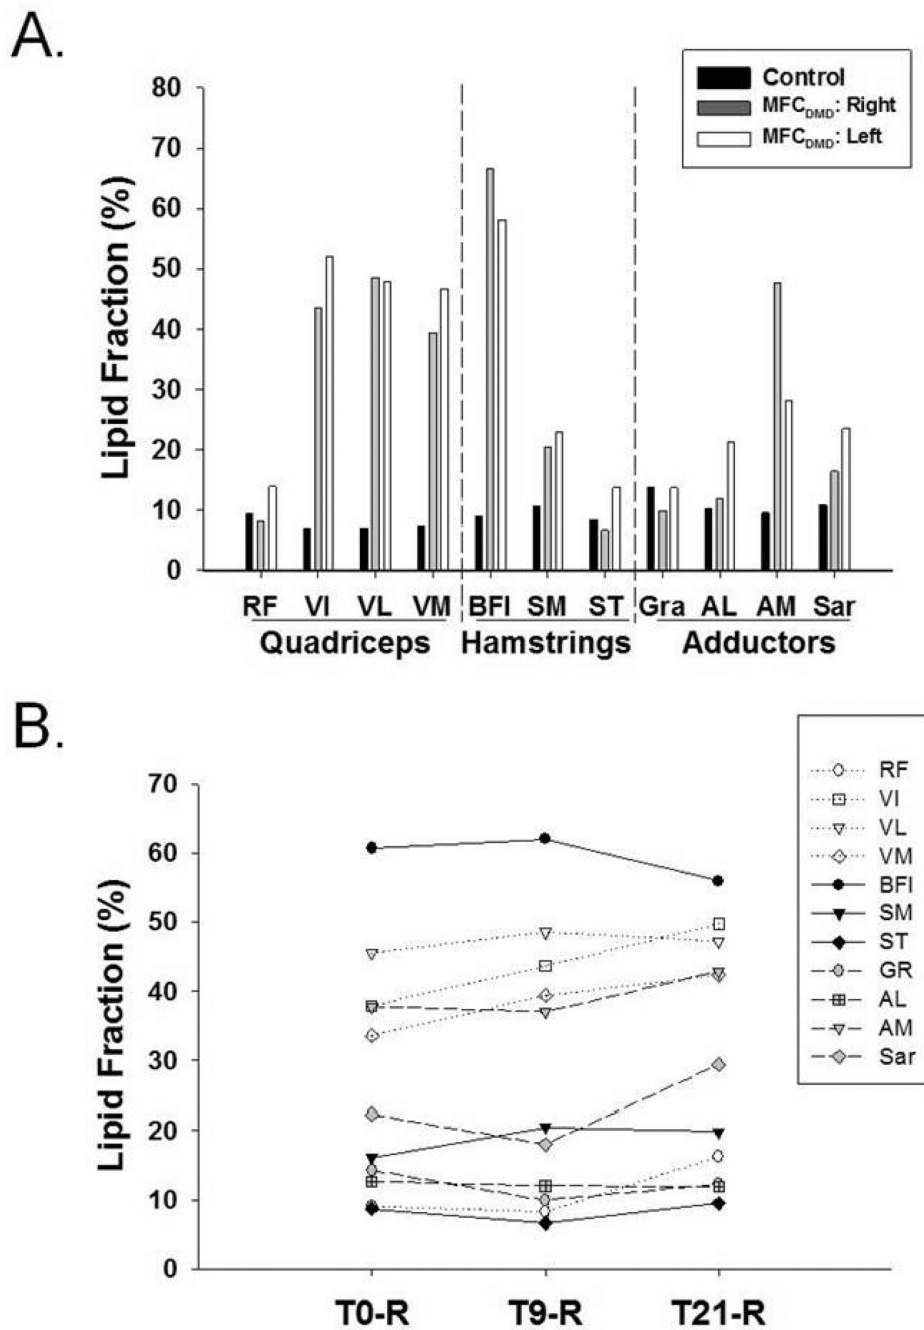 A.
Control
MFC_DMD: Right
MFC_DMD: Left
80
70
60
50
40
30
20
10
0
Lipid Fraction (%)
RF VI VL VM BFl SM ST Gra AL AM Sar
Quadriceps Hamstrings Adductors
B.
70
60
50
40
30
20
10
0
Lipid Fraction (%)
RF
VI
VL
VM
BFl
SM
ST
GR
AL
AM
Sar
T0-R T9-R T21-R